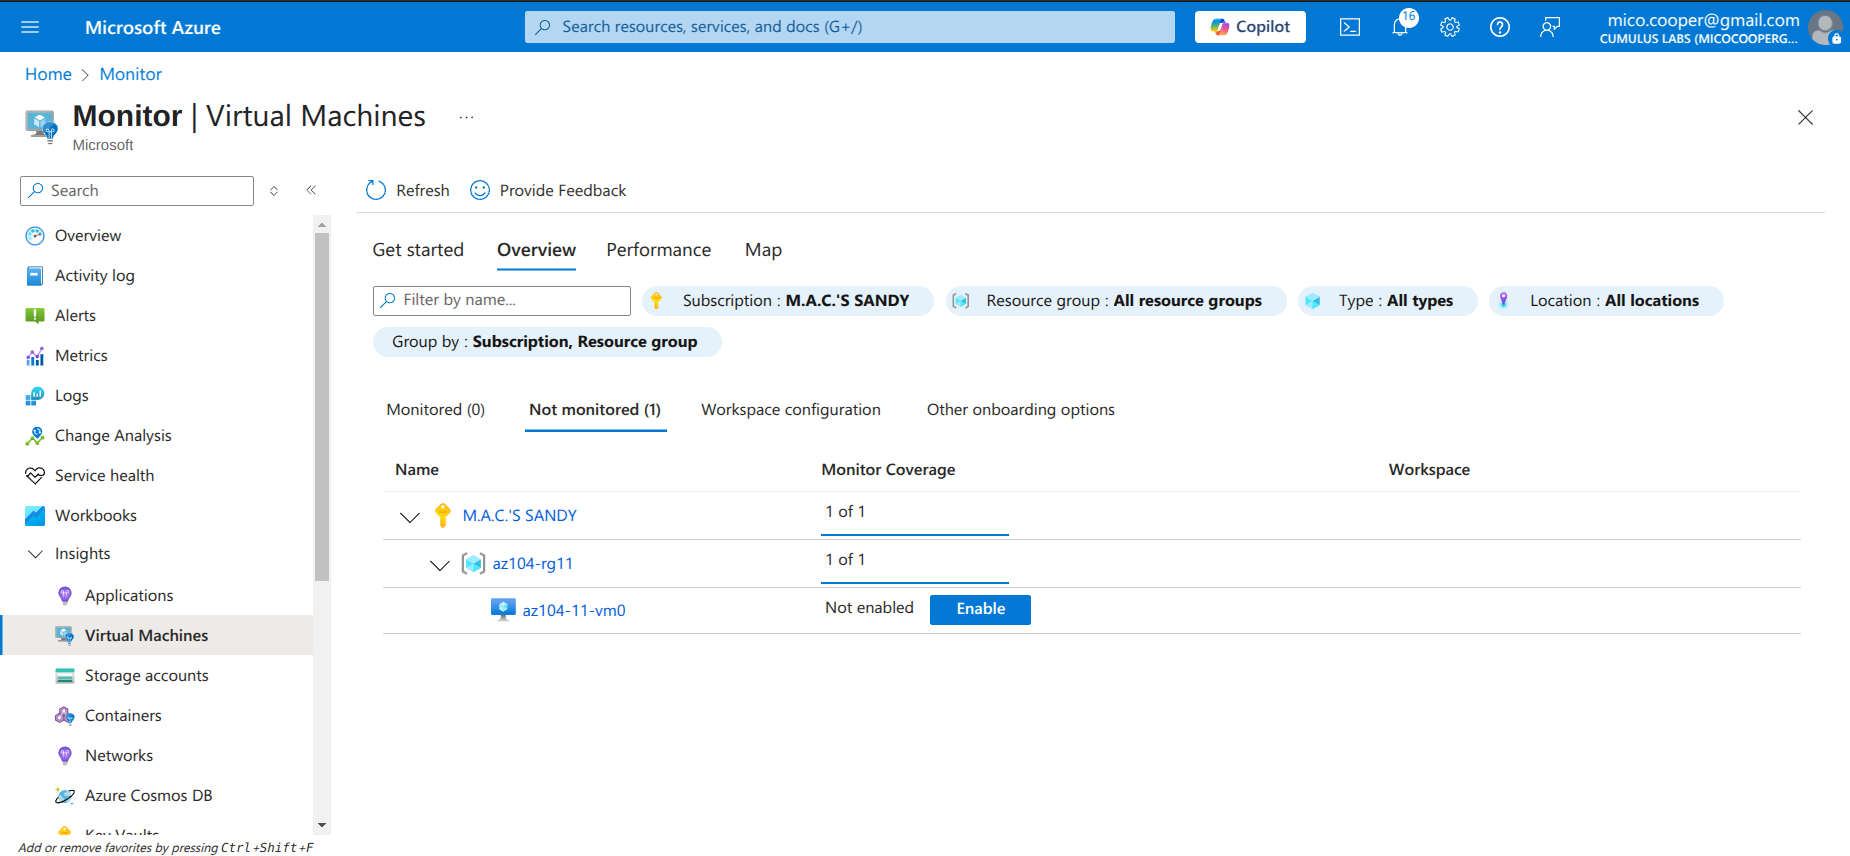 Microsoft Azure
Search resources, services, and docs (G+/)
Copilot
16
mico.cooper@gmail.com
CUMULUS LABS (MICOCOOPERG...
Home > Monitor
Monitor | Virtual Machines ...
Microsoft
Search
Refresh
Provide Feedback
Overview
Activity log
Alerts
Metrics
Logs
Change Analysis
Service health
Workbooks
Insights
Applications
Virtual Machines
Storage accounts
Containers
Networks
Azure Cosmos DB
Key Vaults
Add or remove favorites by pressing Ctrl+Shift+F
Get started Overview Performance Map
Filter by name...
Subscription : M.A.C.'S SANDY
Resource group : All resource groups
Type : All types
Location : All locations
Group by : Subscription, Resource group
Monitored (0) Not monitored (1) Workspace configuration Other onboarding options
Name Monitor Coverage Workspace
M.A.C.'S SANDY 1 of 1
az104-rg11 1 of 1
az104-11-vm0 Not enabled Enable